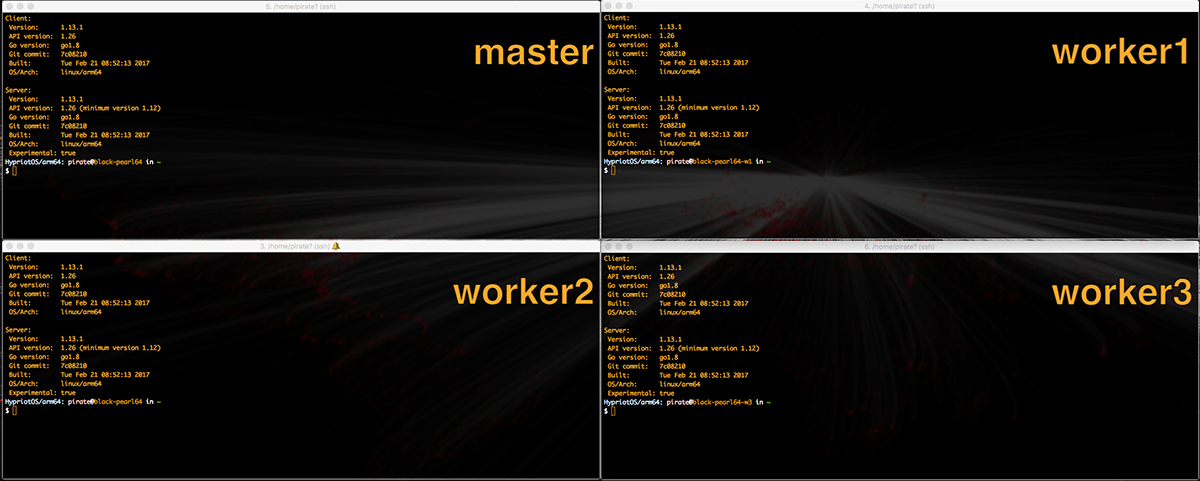 5. /home/pirate? (ssh)
Client:
Version: 1.13.1
API version: 1.26
Go version: go1.8
Git commit: 7c08210
Built: Tue Feb 21 08:52:13 2017
OS/Arch: linux/arm64
Server:
Version: 1.13.1
API version: 1.26 (minimum version 1.12)
Go version: go1.8
Git commit: 7c08210
Built: Tue Feb 21 08:52:13 2017
OS/Arch: linux/arm64
Experimental: true
HypriotOS/arm64: pirate@black-pearl64 in ~
$
master
4. /home/pirate? (ssh)
Client:
Version: 1.13.1
API version: 1.26
Go version: go1.8
Git commit: 7c08210
Built: Tue Feb 21 08:52:13 2017
OS/Arch: linux/arm64
Server:
Version: 1.13.1
API version: 1.26 (minimum version 1.12)
Go version: go1.8
Git commit: 7c08210
Built: Tue Feb 21 08:52:13 2017
OS/Arch: linux/arm64
Experimental: true
HypriotOS/arm64: pirate@black-pearl64-w1 in ~
$
worker1
3. /home/pirate? (ssh)
Client:
Version: 1.13.1
API version: 1.26
Go version: go1.8
Git commit: 7c08210
Built: Tue Feb 21 08:52:13 2017
OS/Arch: linux/arm64
Server:
Version: 1.13.1
API version: 1.26 (minimum version 1.12)
Go version: go1.8
Git commit: 7c08210
Built: Tue Feb 21 08:52:13 2017
OS/Arch: linux/arm64
Experimental: true
HypriotOS/arm64: pirate@black-pearl64 in ~
$
worker2
6. /home/pirate? (ssh)
Client:
Version: 1.13.1
API version: 1.26
Go version: go1.8
Git commit: 7c08210
Built: Tue Feb 21 08:52:13 2017
OS/Arch: linux/arm64
Server:
Version: 1.13.1
API version: 1.26 (minimum version 1.12)
Go version: go1.8
Git commit: 7c08210
Built: Tue Feb 21 08:52:13 2017
OS/Arch: linux/arm64
Experimental: true
HypriotOS/arm64: pirate@black-pearl64-w3 in ~
$
worker3